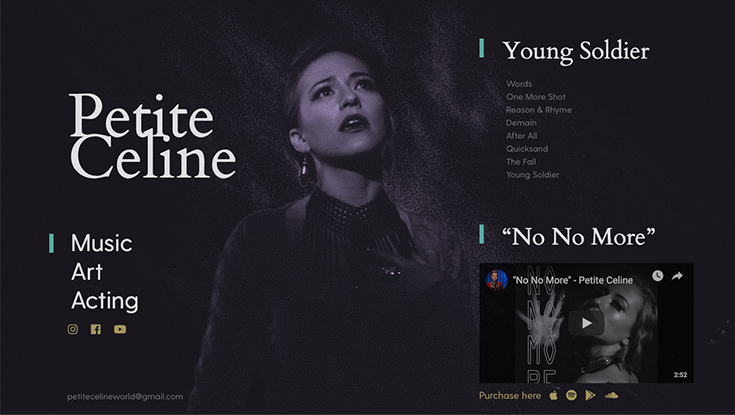 Petite
Celine
Music
Art
Acting
petitecelineworld@gmail.com
Young Soldier
Words
One More Shot
Reason & Rhyme
Demain
After All
Quicksand
The Fall
Young Soldier
“No No More”
"No No More" - Petite Celine
NO
NO
MO
RE
2:52
Purchase here